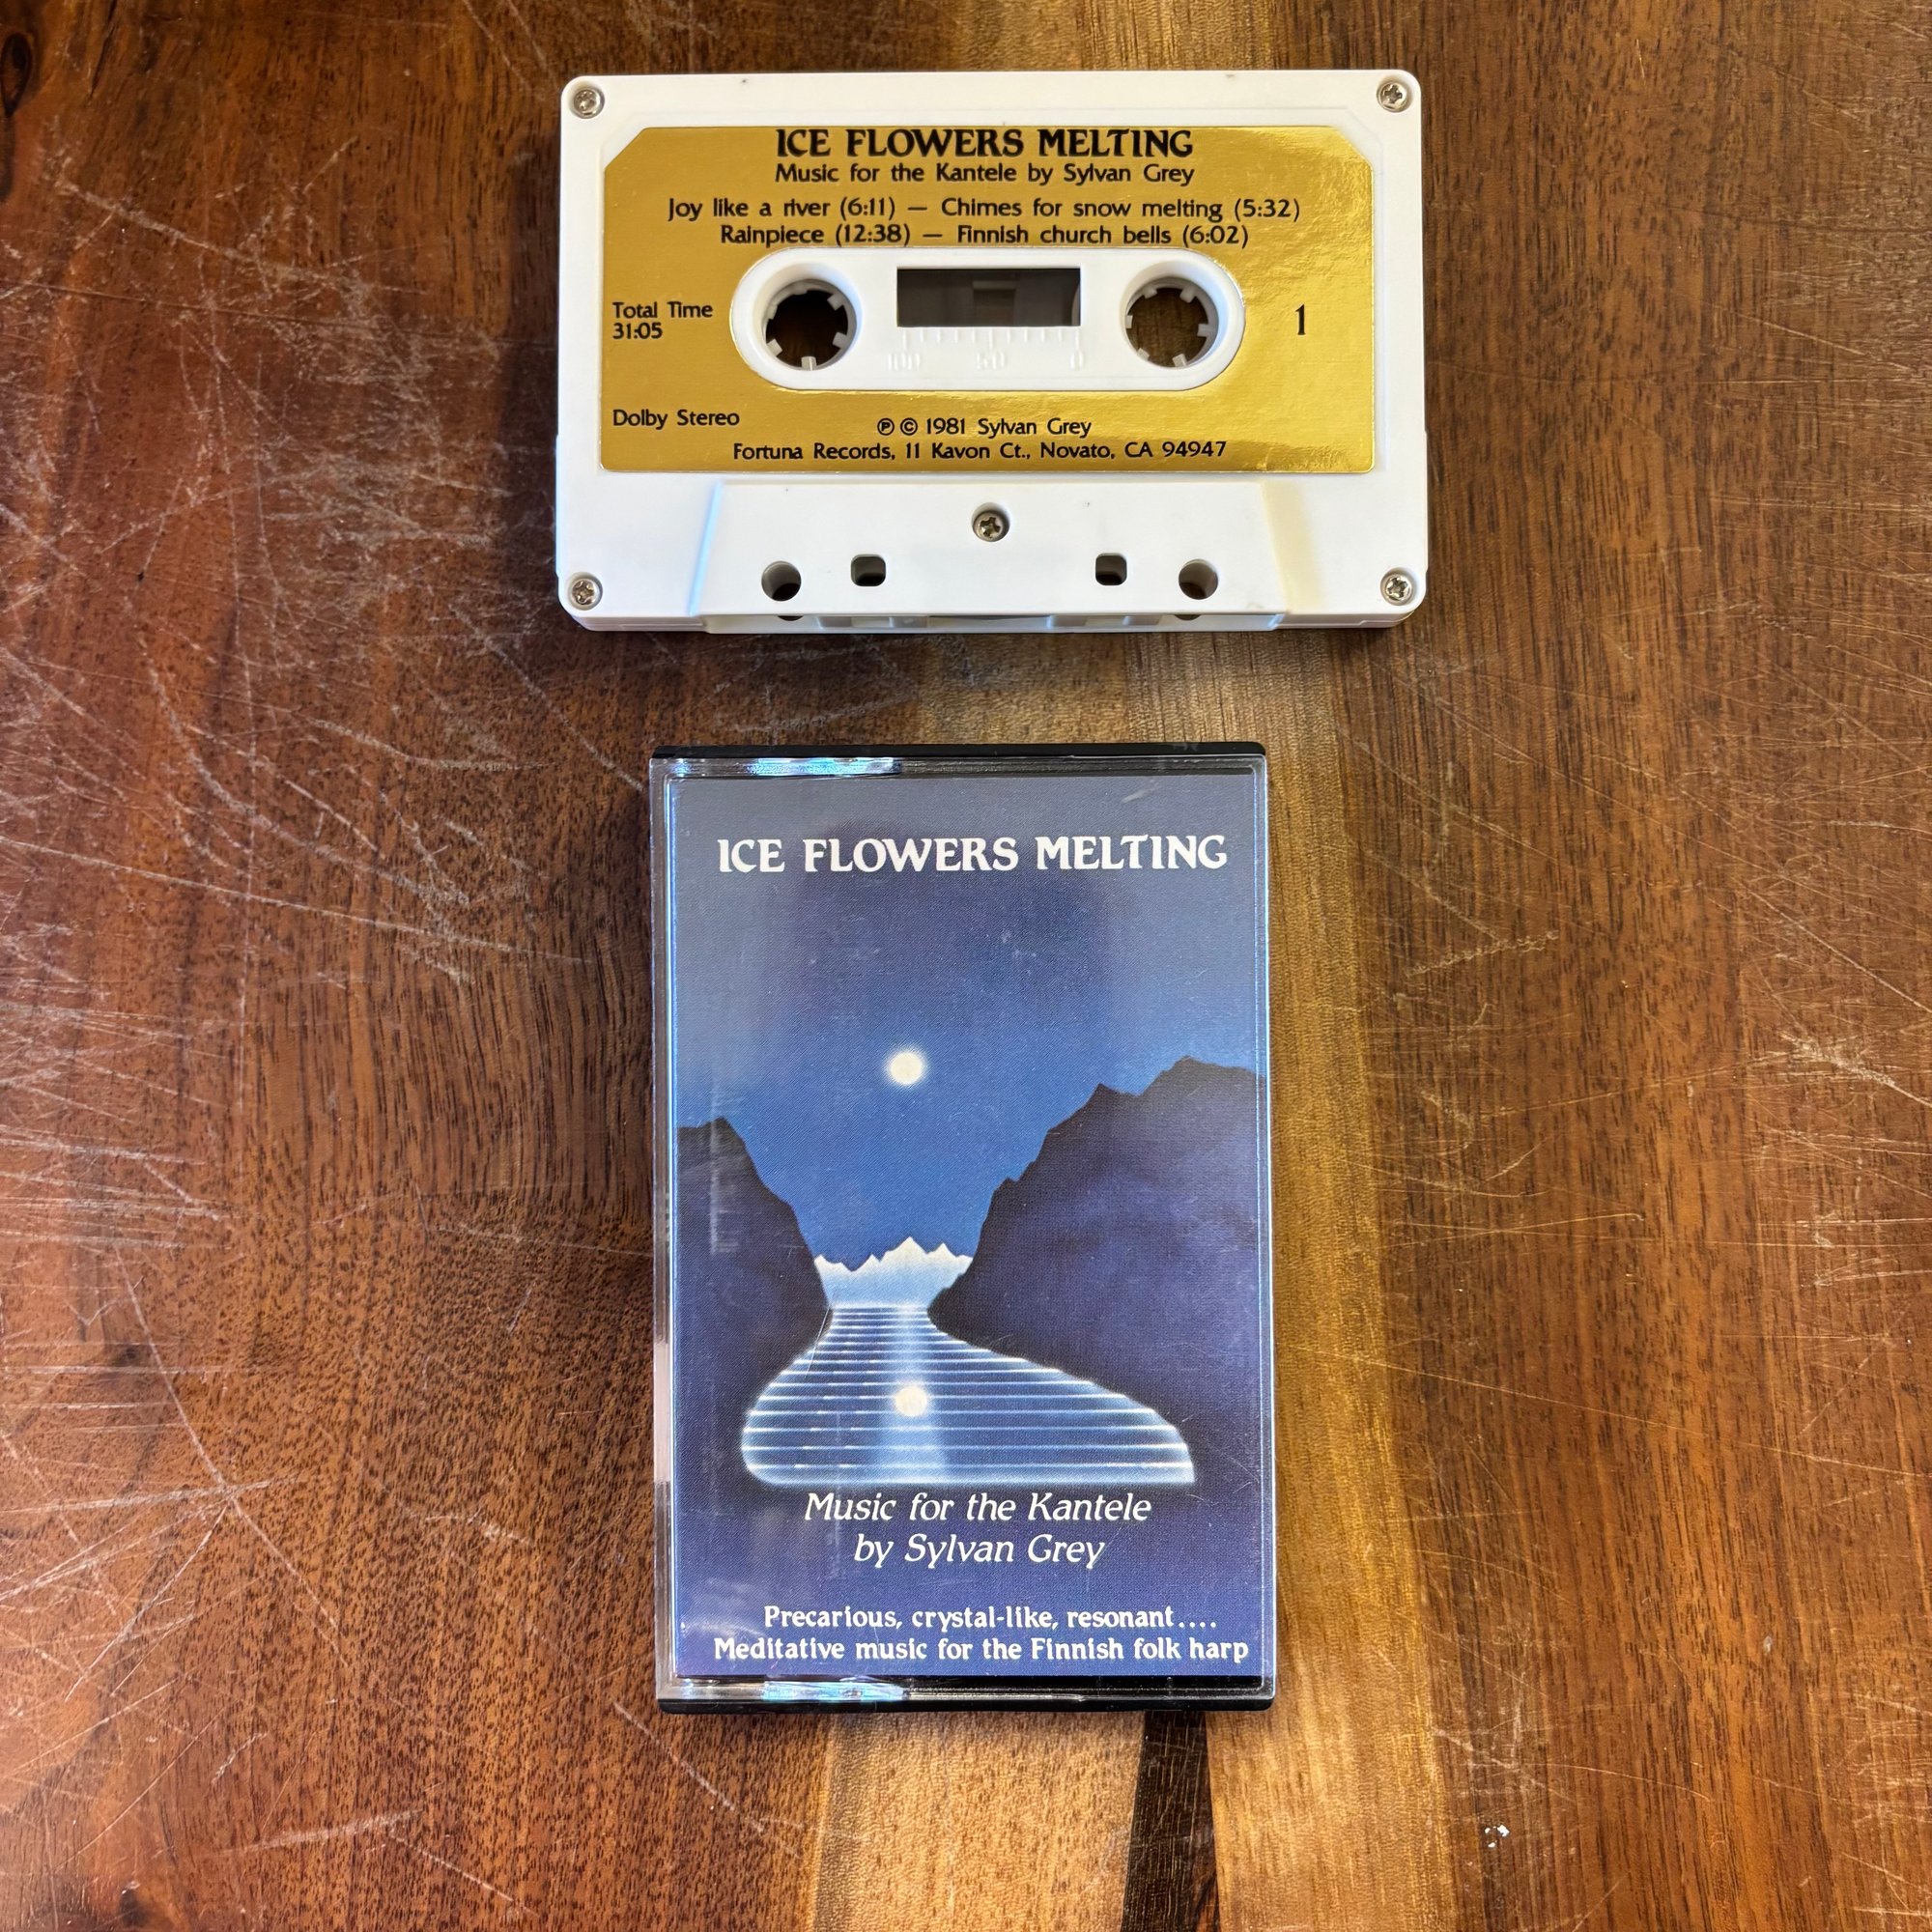 ICE FLOWERS MELTING
Music for the Kantele by Sylvan Grey
Joy like a river (6:11) — Chimes for snow melting (5:32)
Rainpiece (12:38) — Finnish church bells (6:02)
Total Time
31:05
1
100 50 0
Dolby Stereo
℗ © 1981 Sylvan Grey
Fortuna Records, 11 Kavon Ct., Novato, CA 94947
ICE FLOWERS MELTING
Music for the Kantele
by Sylvan Grey
Precarious, crystal-like, resonant....
Meditative music for the Finnish folk harp